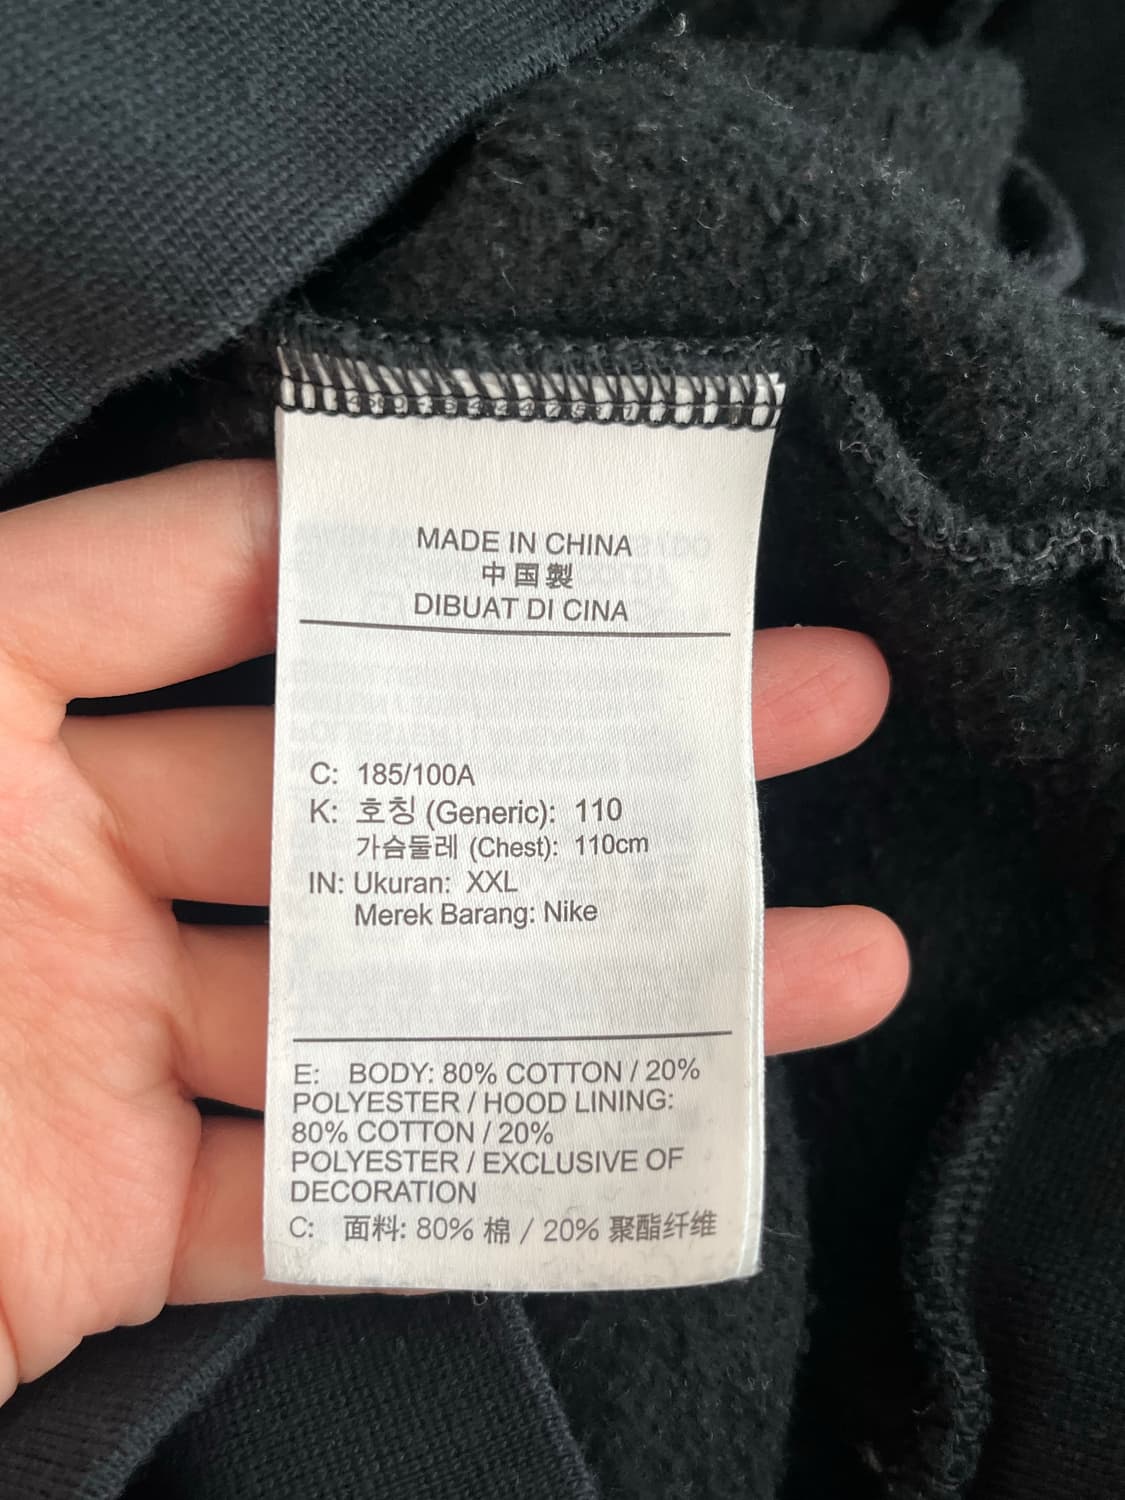 MADE IN CHINA
中国製
DIBUAT DI CINA
C: 185/100A
K: 호칭 (Generic): 110
가슴둘레 (Chest): 110cm
IN: Ukuran: XXL
Merek Barang: Nike
E: BODY: 80% COTTON / 20%
POLYESTER / HOOD LINING:
80% COTTON / 20%
POLYESTER / EXCLUSIVE OF
DECORATION
C: 面料: 80% 棉 / 20% 聚酯纤维